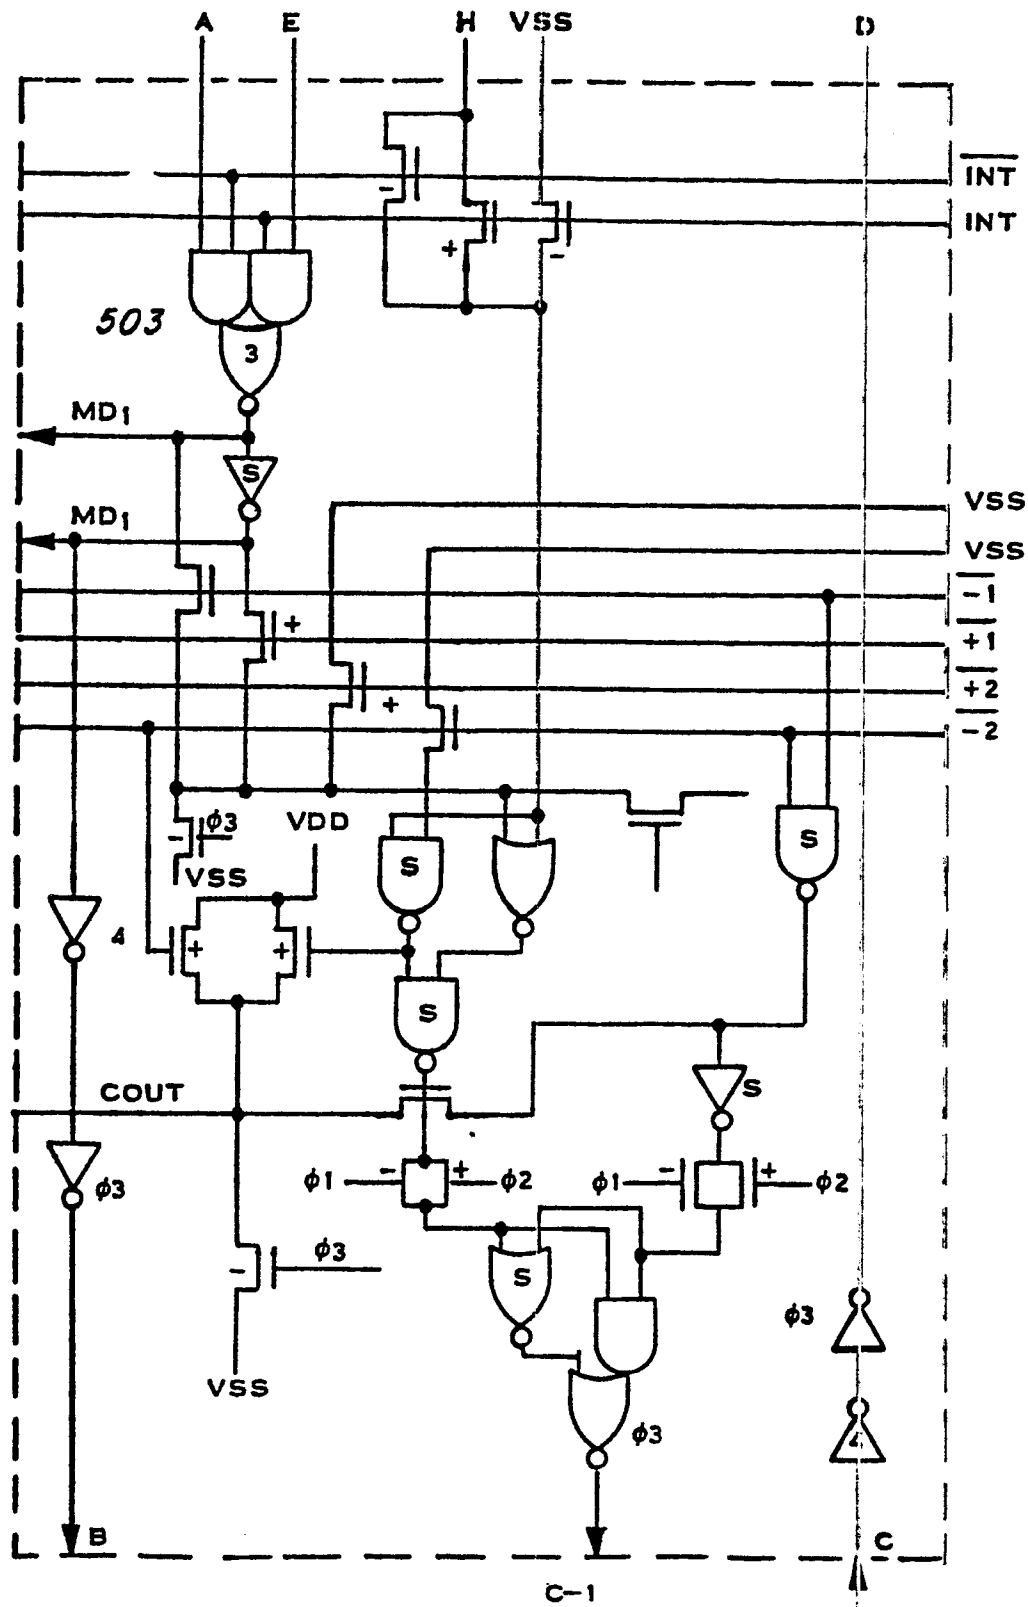 A E H VSS D
I̅N̅T̅
INT
503
3
MD1
S
MD1
VSS
VSS
-̅1̅
+̅1̅
+̅2̅
-̅2̅
+
+
-
-
+
- φ3 VDD
VSS
S
S
4
+ +
S
COUT
S
φ1 - + φ2 φ1 - + φ2
φ3
- φ3
S
φ3
VSS
φ3
4
B C
C-1